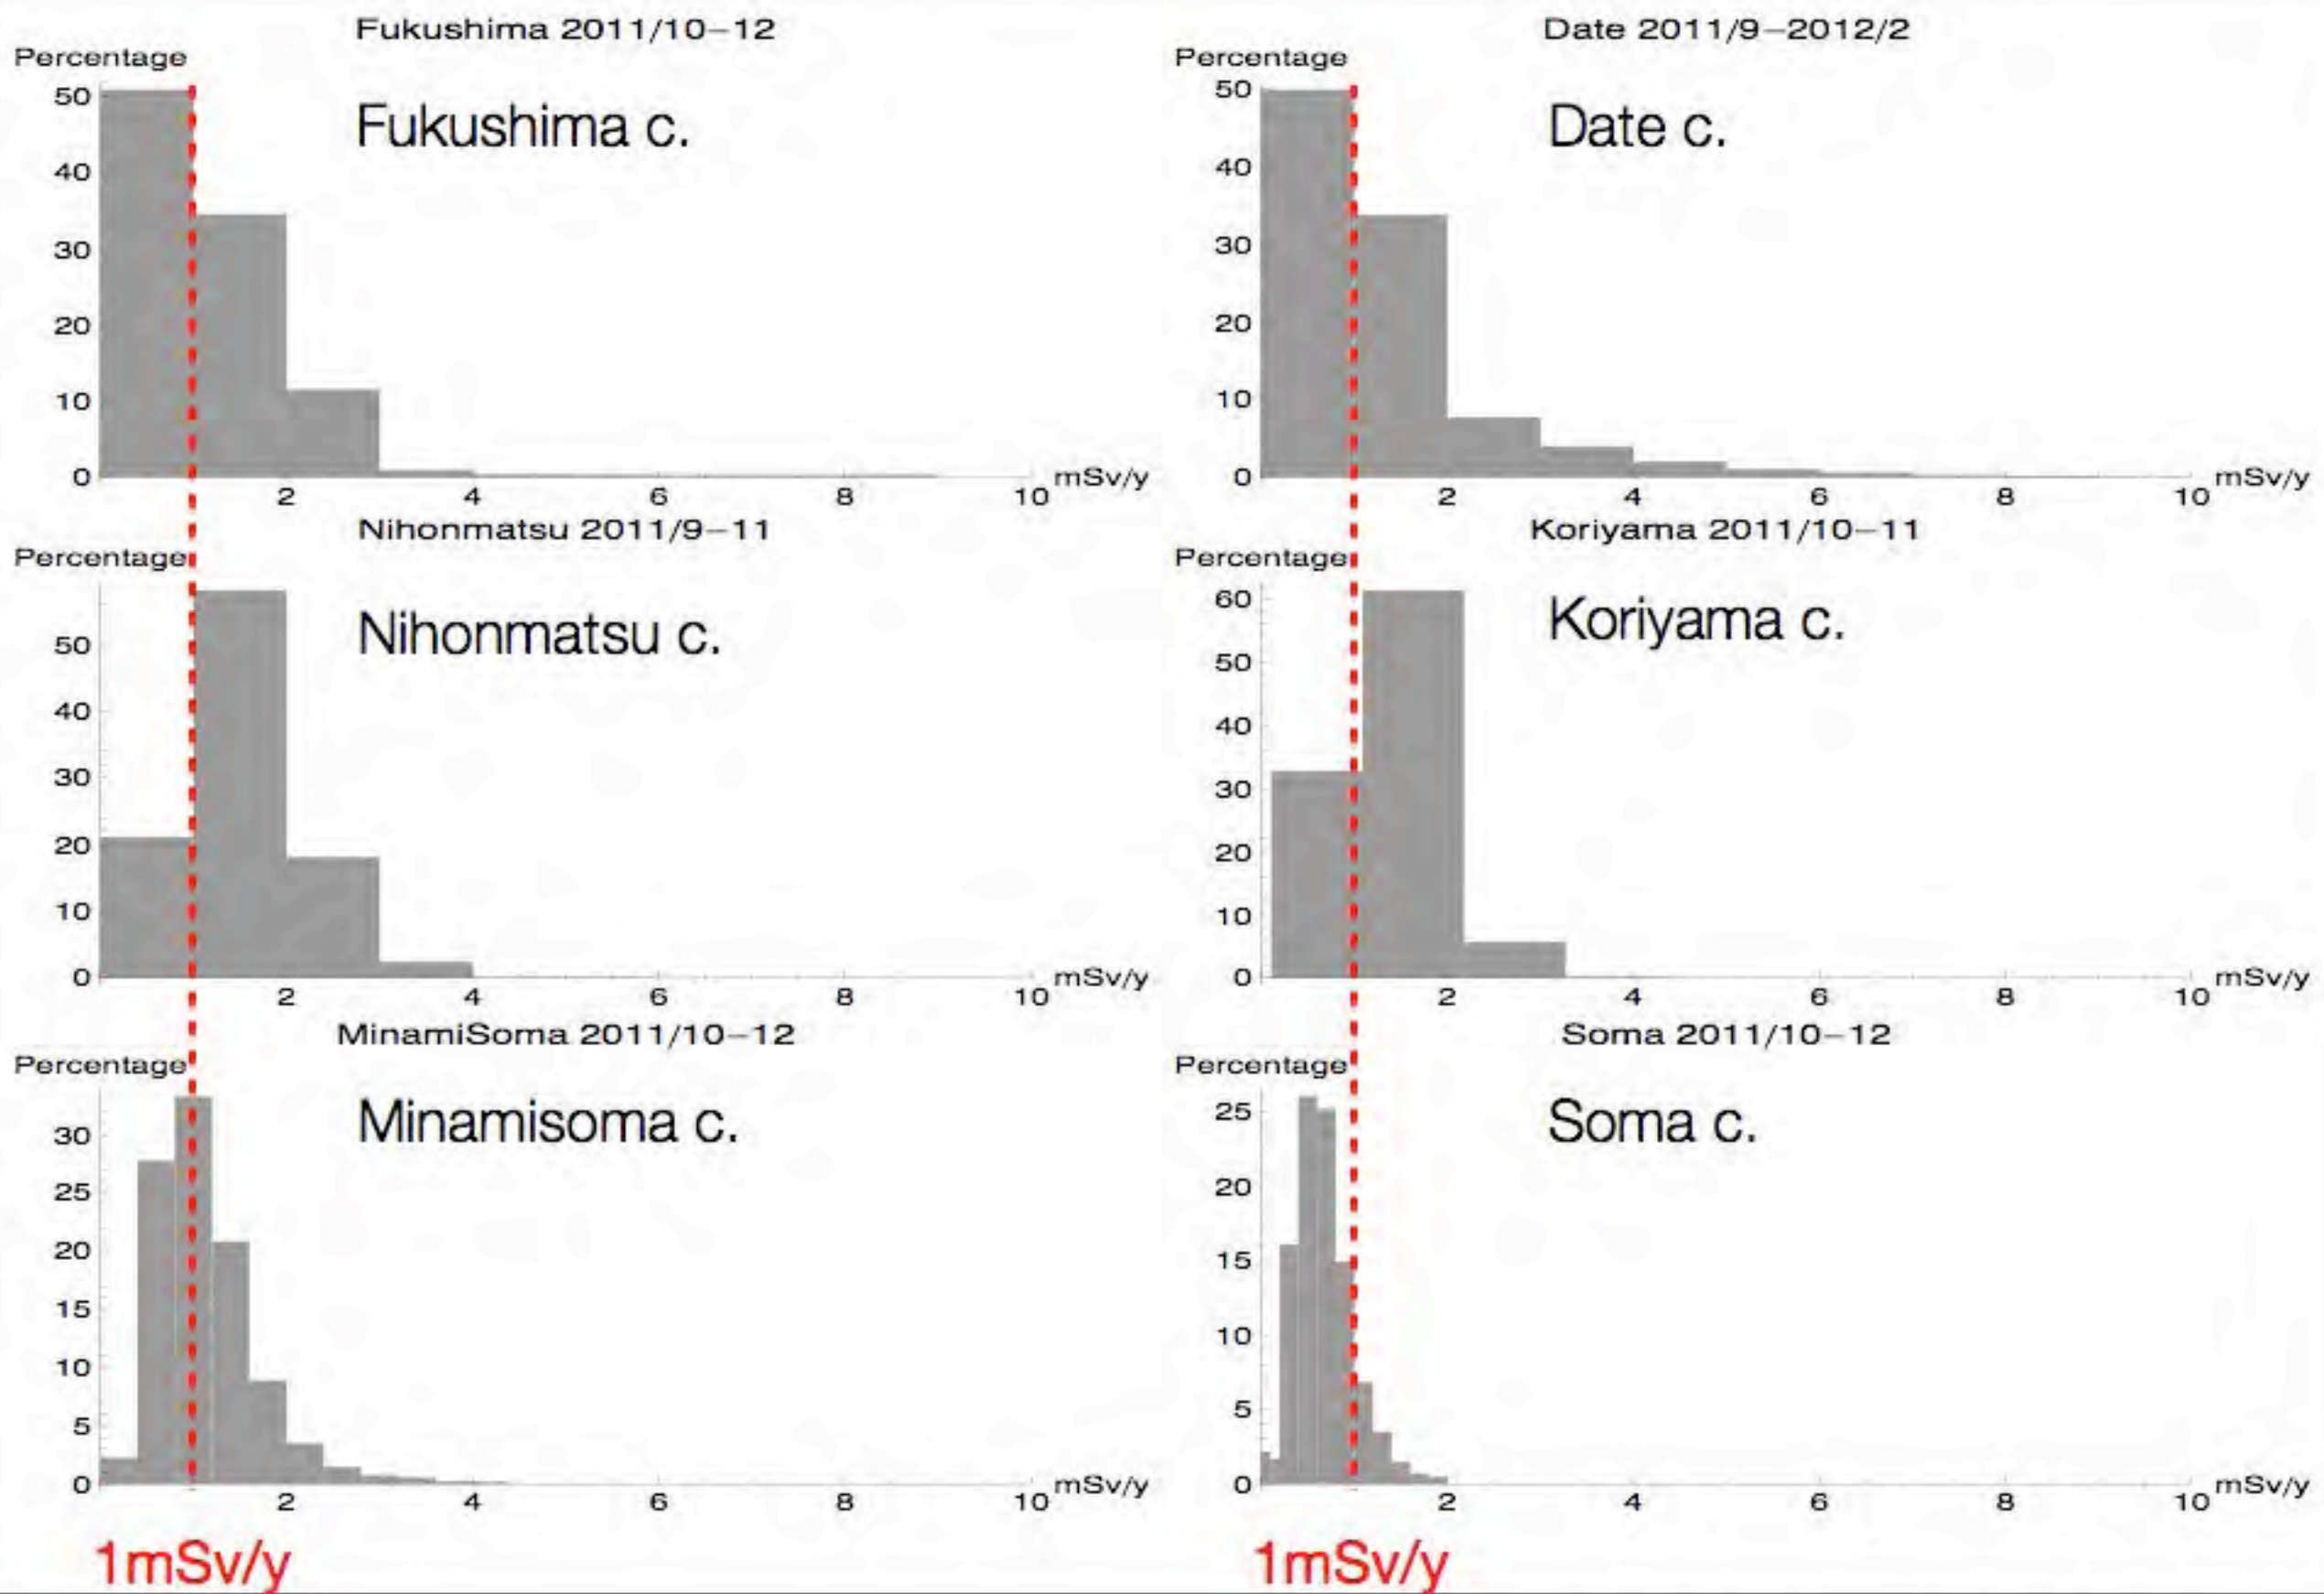 Fukushima 2011/10−12
Percentage
Fukushima c.
50
40
30
20
10
0
2 4 6 8 10 mSv/y
Date 2011/9−2012/2
Percentage
Date c.
50
40
30
20
10
0
2 4 6 8 10 mSv/y
Nihonmatsu 2011/9−11
Percentage
Nihonmatsu c.
50
40
30
20
10
0
2 4 6 8 10 mSv/y
Koriyama 2011/10−11
Percentage
Koriyama c.
60
50
40
30
20
10
0
2 4 6 8 10 mSv/y
MinamiSoma 2011/10−12
Percentage
Minamisoma c.
30
25
20
15
10
5
0
2 4 6 8 10 mSv/y
1mSv/y
Soma 2011/10−12
Percentage
Soma c.
25
20
15
10
5
0
2 4 6 8 10 mSv/y
1mSv/y